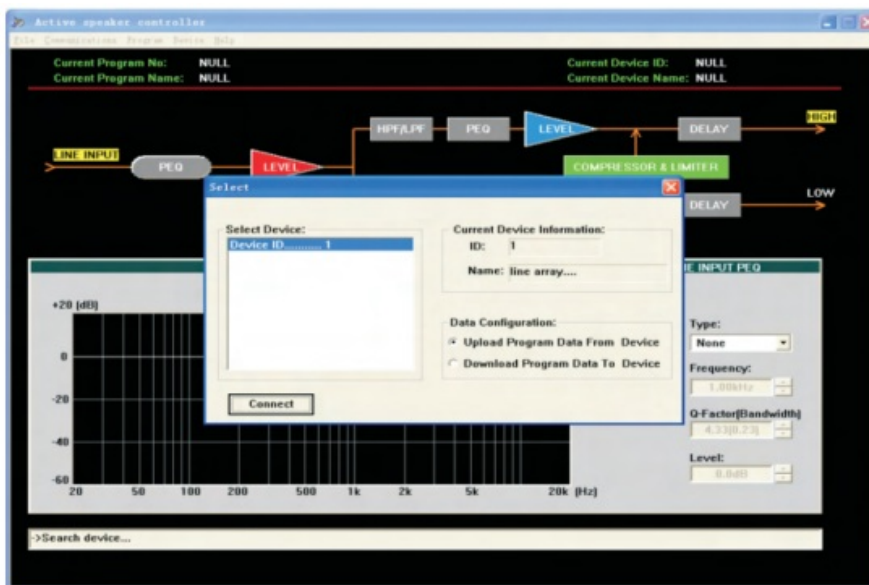 Active speaker controller
File Communications Program Device Help
Current Program No: NULL
Current Program Name: NULL
Current Device ID: NULL
Current Device Name: NULL
LINE INPUT
PEQ
LEVEL
HPF/LPF
PEQ
LEVEL
DELAY
HIGH
COMPRESSOR & LIMITER
DELAY
LOW
Select
Select Device:
Device ID........... 1
Current Device Information:
ID: 1
Name: line array....
Data Configuration:
Upload Program Data From Device
Download Program Data To Device
Connect
E INPUT PEQ
+20 (dB)
0
-20
-40
-60
20 50 100 200 500 1k 2k 5k 20k (Hz)
Type:
None
Frequency:
1.00kHz
Q-Factor(Bandwidth)
4.33(0.23)
Level:
0.0dB
->Search device...